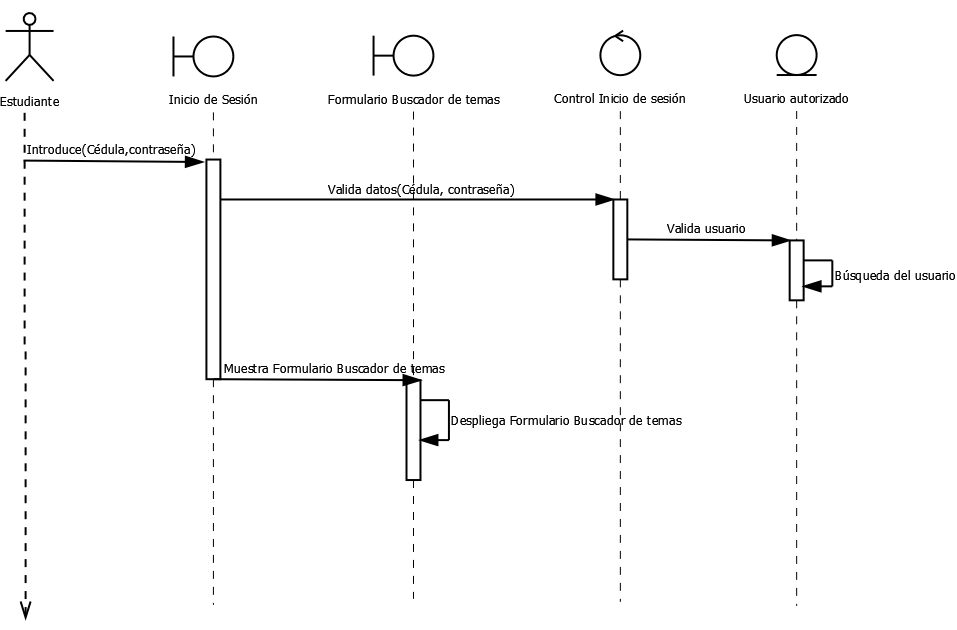 Estudiante
Inicio de Sesión
Formulario Buscador de temas
Control Inicio de sesión
Usuario autorizado
Introduce(Cédula,contraseña)
Valida datos(Cédula, contraseña)
Valida usuario
Búsqueda del usuario
Muestra Formulario Buscador de temas
Despliega Formulario Buscador de temas